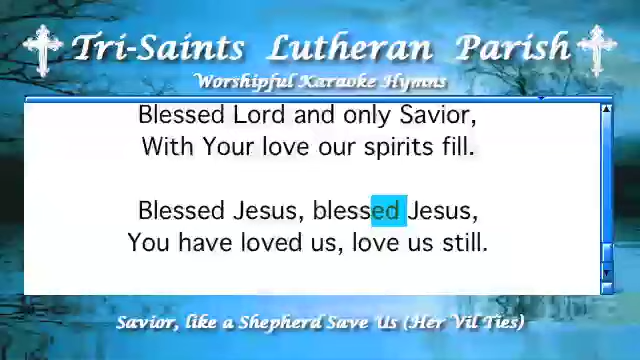 Tri-Saints Lutheran Parish
Worshipful Karaoke Hymns
Blessed Lord and only Savior,
With Your love our spirits fill.
Blessed Jesus, blessed Jesus,
You have loved us, love us still.
Savior, like a Shepherd Save Us (Her Vil Ties)